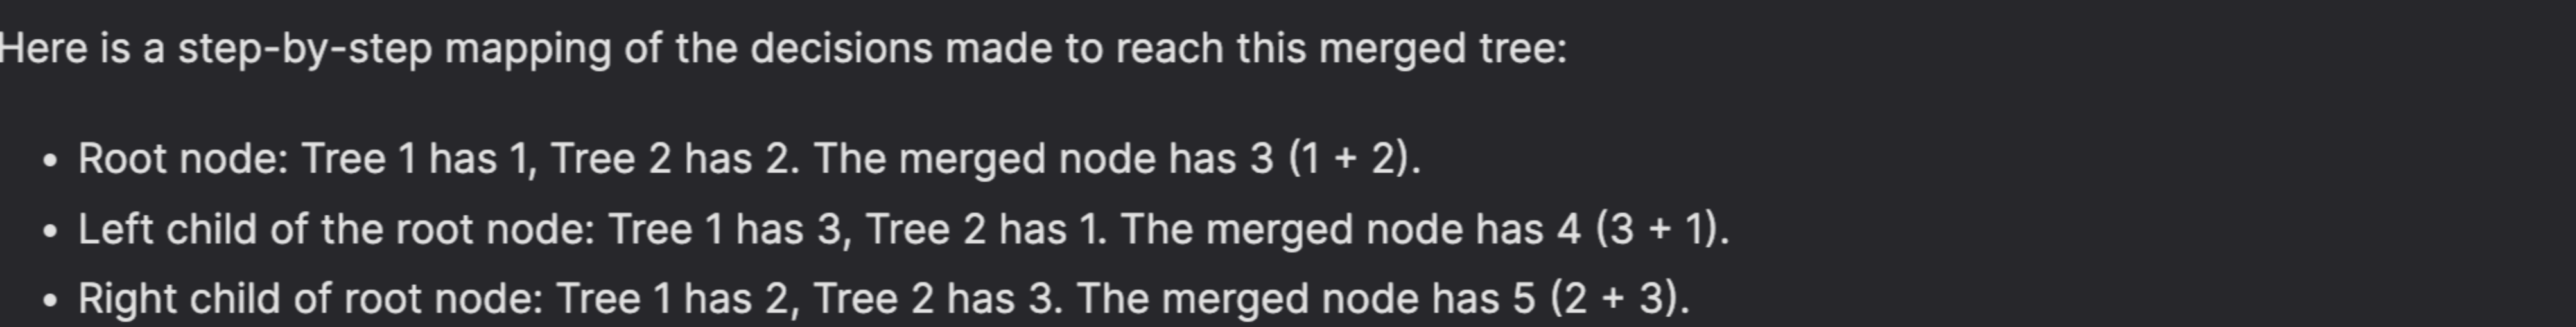 Here is a step-by-step mapping of the decisions made to reach this merged tree:
• Root node: Tree 1 has 1, Tree 2 has 2. The merged node has 3 (1 + 2).
• Left child of the root node: Tree 1 has 3, Tree 2 has 1. The merged node has 4 (3 + 1).
• Right child of root node: Tree 1 has 2, Tree 2 has 3. The merged node has 5 (2 + 3).